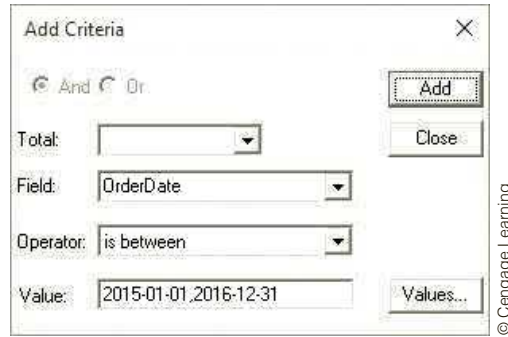 Add Criteria
And Or
Add
Total:
Close
Field: OrderDate
Operator: is between
Value: 2015-01-01,2016-12-31 Values...
© Cengage Learning